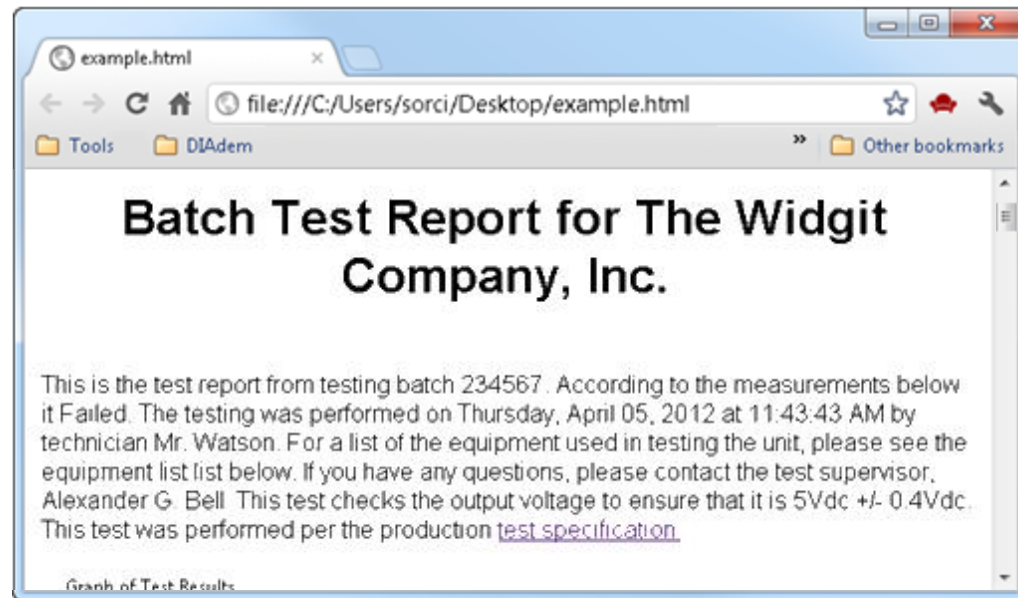 example.html
file:///C:/Users/sorci/Desktop/example.html
Tools DIAdem » Other bookmarks
Batch Test Report for The Widgit
Company, Inc.
This is the test report from testing batch 234567. According to the measurements below
it Failed. The testing was performed on Thursday, April 05, 2012 at 11:43:43 AM by
technician Mr. Watson. For a list of the equipment used in testing the unit, please see the
equipment list list below. If you have any questions, please contact the test supervisor,
Alexander G. Bell. This test checks the output voltage to ensure that it is 5Vdc +/- 0.4Vdc.
This test was performed per the production test specification.
Graph of Test Results